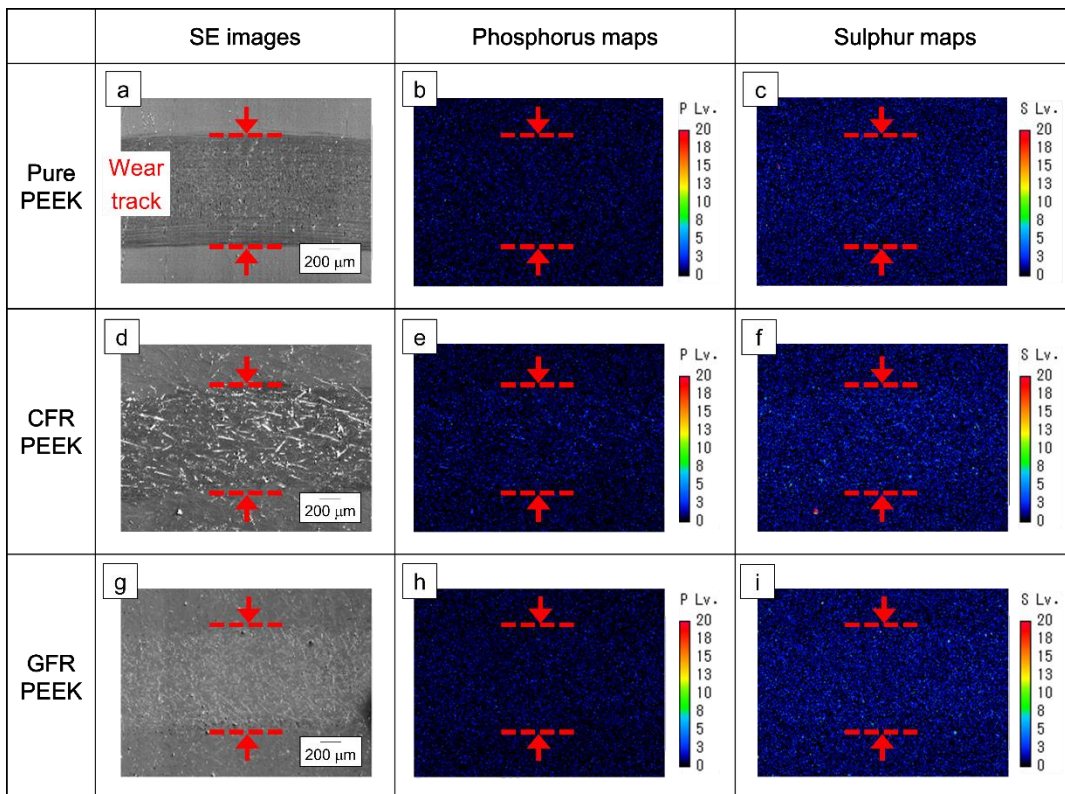 SE images
Phosphorus maps
Sulphur maps
Pure
PEEK
a
Wear
track
200 μm
b
P Lv.
20
18
15
13
10
8
5
3
0
c
S Lv.
20
18
15
13
10
8
5
3
0
CFR
PEEK
d
200 μm
e
P Lv.
20
18
15
13
10
8
5
3
0
f
S Lv.
20
18
15
13
10
8
5
3
0
GFR
PEEK
g
200 μm
h
P Lv.
20
18
15
13
10
8
5
3
0
i
S Lv.
20
18
15
13
10
8
5
3
0